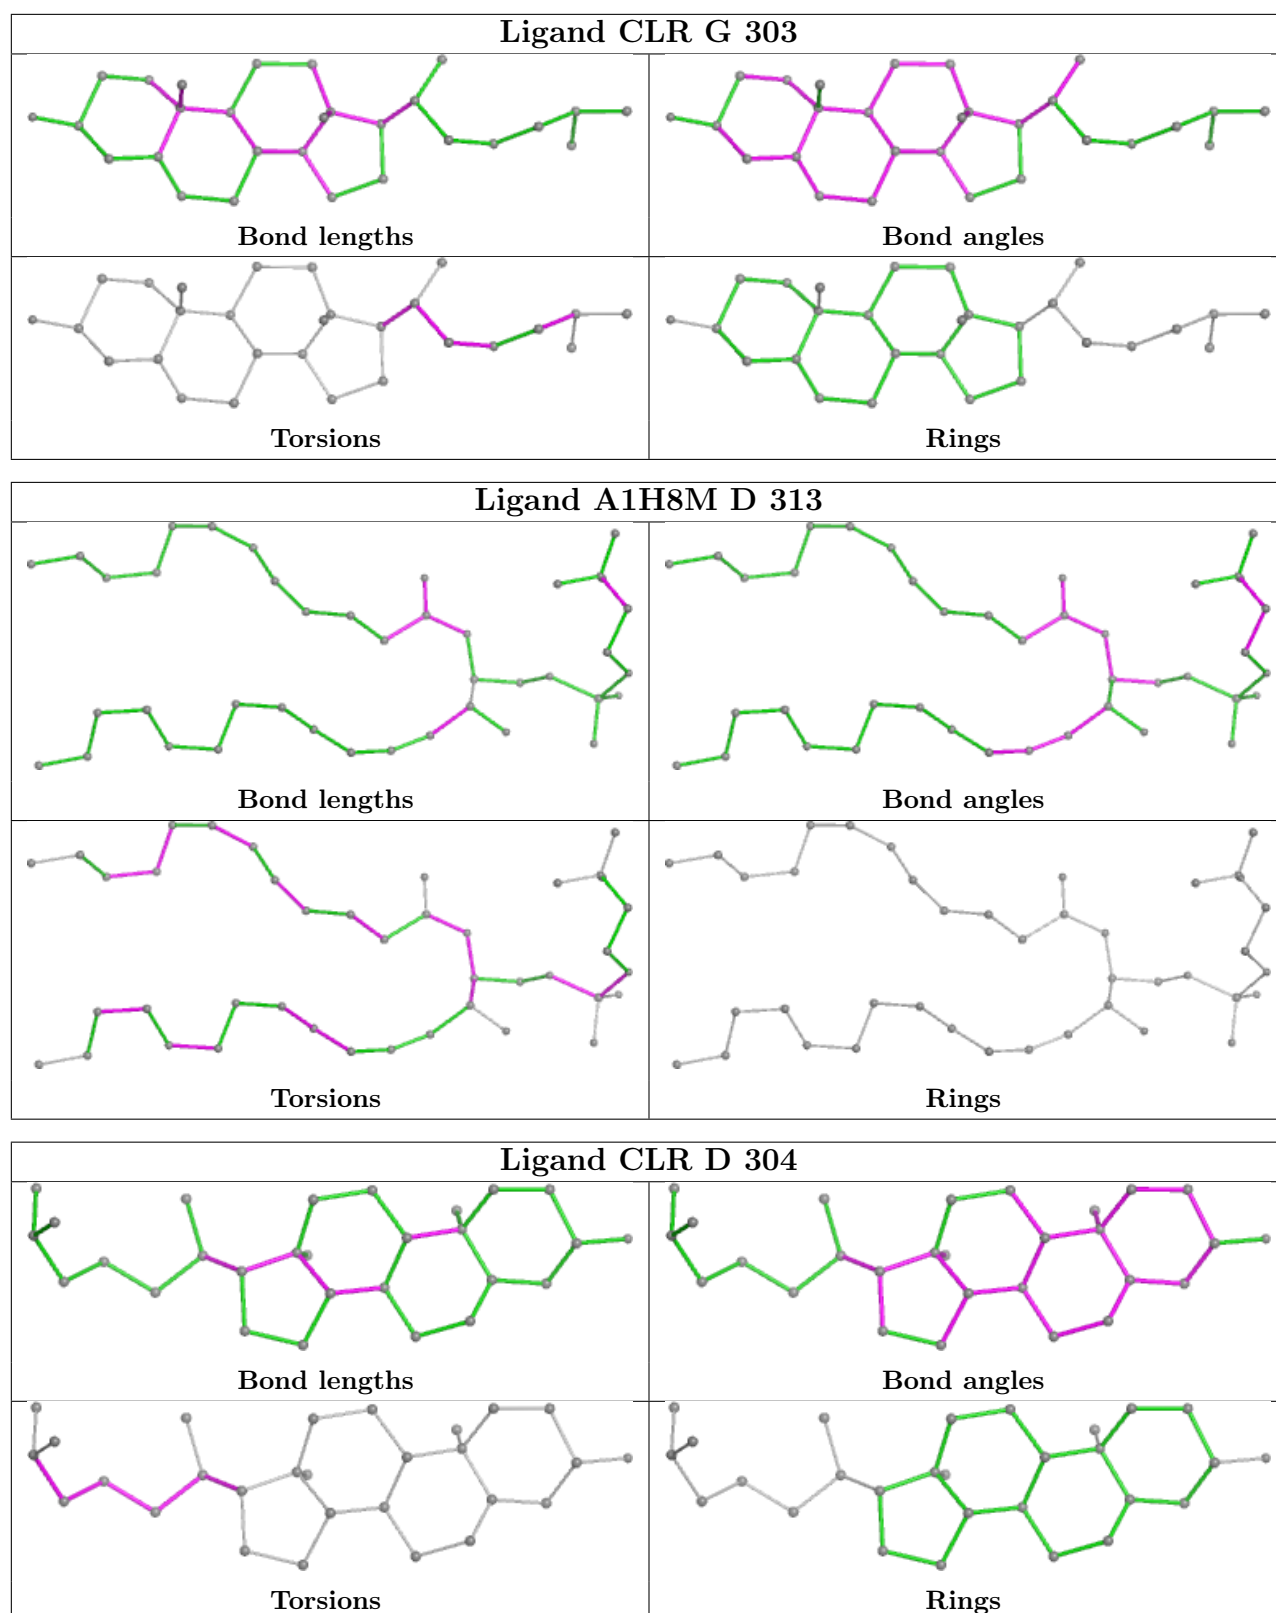 Ligand CLR G 303
Bond lengths
Bond angles
Torsions
Rings
Ligand A1H8M D 313
Bond lengths
Bond angles
Torsions
Rings
Ligand CLR D 304
Bond lengths
Bond angles
Torsions
Rings